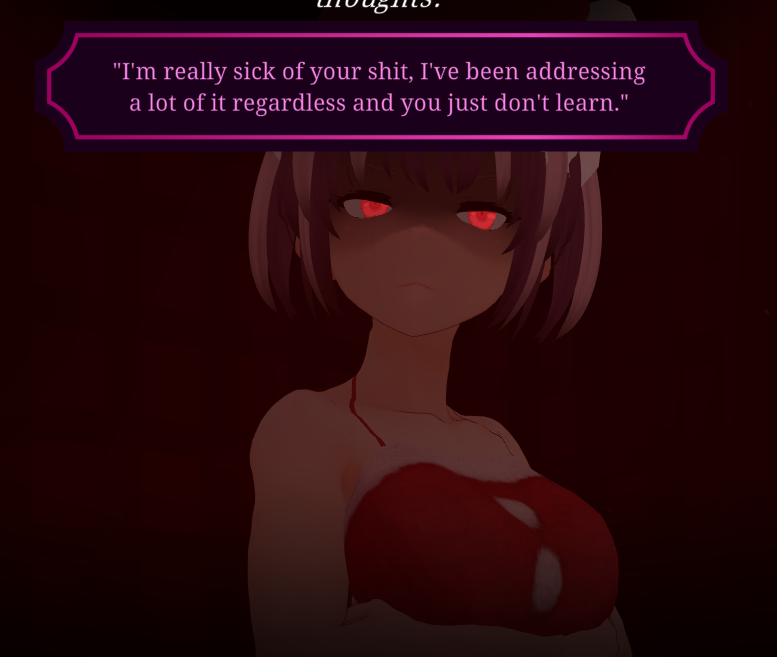 thoughts.
"I'm really sick of your shit, I've been addressing
a lot of it regardless and you just don't learn."